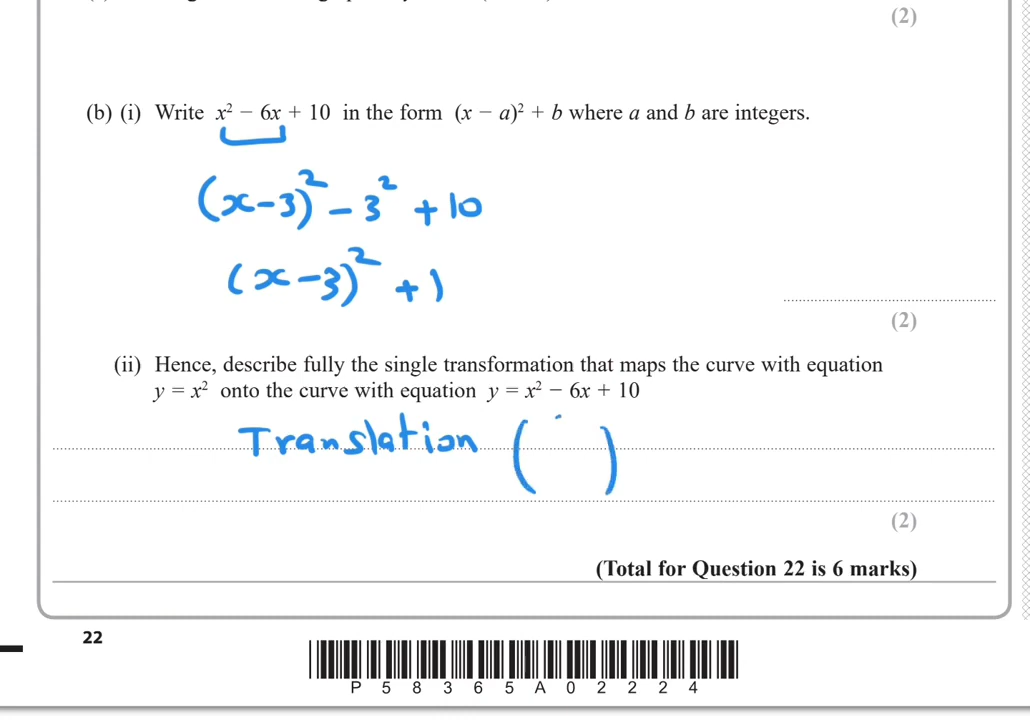 (2)
(b) (i) Write x² − 6x + 10 in the form (x − a)² + b where a and b are integers.
(x-3)² - 3² + 10
(x-3)² + 1
(2)
(ii) Hence, describe fully the single transformation that maps the curve with equation
y = x² onto the curve with equation y = x² − 6x + 10
Translation ( )
(2)
(Total for Question 22 is 6 marks)
22
P 5 8 3 6 5 A 0 2 2 2 4